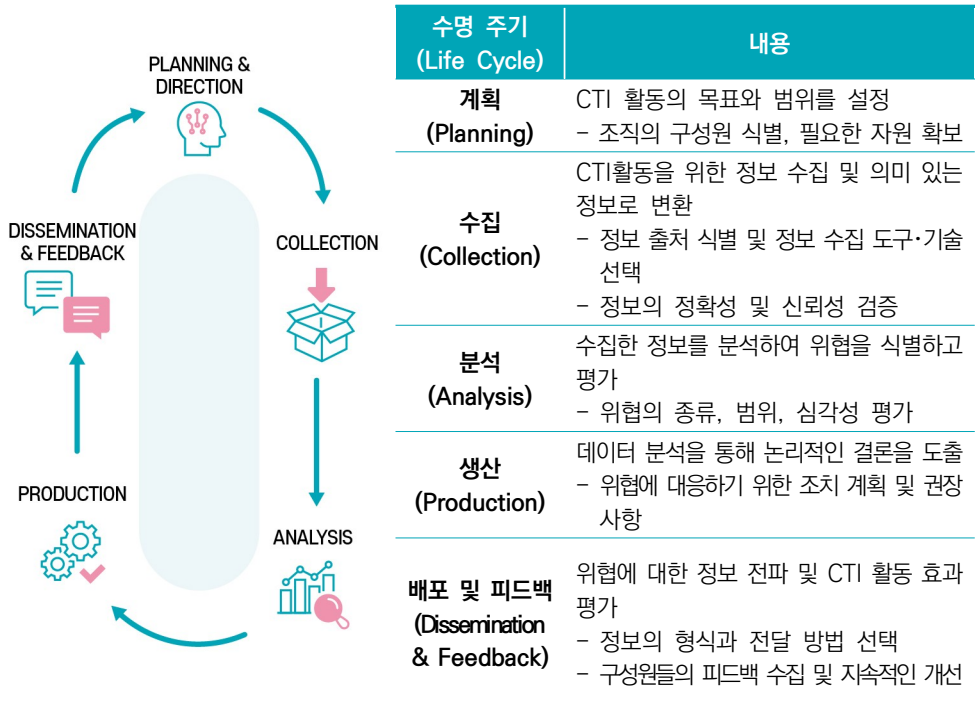 PLANNING &
DIRECTION
COLLECTION
ANALYSIS
PRODUCTION
DISSEMINATION
& FEEDBACK
수명 주기
(Life Cycle)
내용
계획
(Planning)
CTI 활동의 목표와 범위를 설정
- 조직의 구성원 식별, 필요한 자원 확보
수집
(Collection)
CTI활동을 위한 정보 수집 및 의미 있는
정보로 변환
- 정보 출처 식별 및 정보 수집 도구·기술
선택
- 정보의 정확성 및 신뢰성 검증
분석
(Analysis)
수집한 정보를 분석하여 위협을 식별하고
평가
- 위협의 종류, 범위, 심각성 평가
생산
(Production)
데이터 분석을 통해 논리적인 결론을 도출
- 위협에 대응하기 위한 조치 계획 및 권장
사항
배포 및 피드백
(Dissemination
& Feedback)
위협에 대한 정보 전파 및 CTI 활동 효과
평가
- 정보의 형식과 전달 방법 선택
- 구성원들의 피드백 수집 및 지속적인 개선